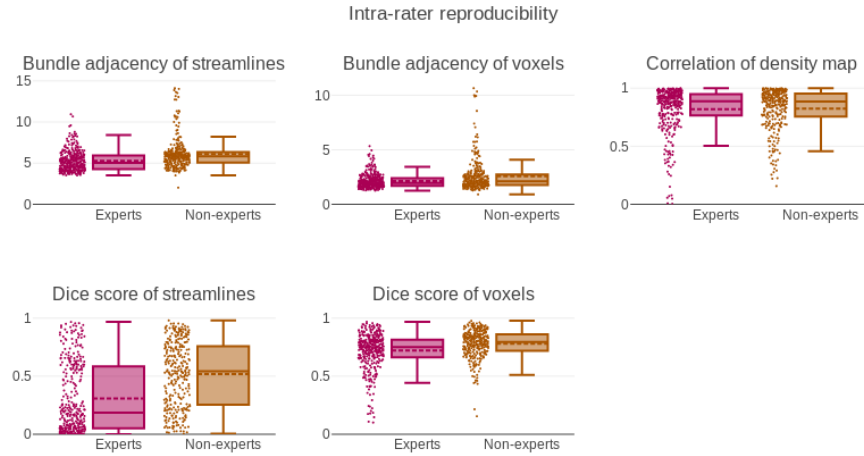 Intra-rater reproducibility
Bundle adjacency of streamlines
15
10
5
0
Experts Non-experts
Bundle adjacency of voxels
10
5
0
Experts Non-experts
Correlation of density map
1
0.5
0
Experts Non-experts
Dice score of streamlines
1
0.5
0
Experts Non-experts
Dice score of voxels
1
0.5
0
Experts Non-experts